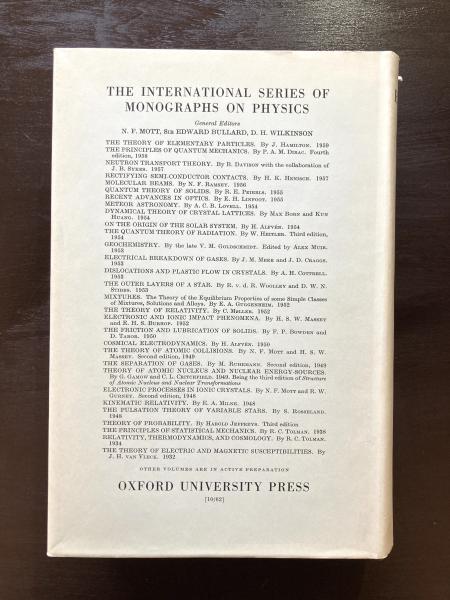 THE INTERNATIONAL SERIES OF
MONOGRAPHS ON PHYSICS
General Editors
N. F. MOTT, SIR EDWARD BULLARD, D. H. WILKINSON
THE THEORY OF ELEMENTARY PARTICLES. By J. HAMILTON. 1959
THE PRINCIPLES OF QUANTUM MECHANICS. By P. A. M. DIRAC. Fourth
edition, 1958
NEUTRON TRANSPORT THEORY. By B. DAVISON with the collaboration of
J. B. SYKES. 1957
RECTIFYING SEMI-CONDUCTOR CONTACTS. By H. K. HENISCH. 1957
MOLECULAR BEAMS. By N. F. RAMSEY. 1956
QUANTUM THEORY OF SOLIDS. By R. E. PEIERLS. 1955
RECENT ADVANCES IN OPTICS. By E. H. LINFOOT. 1955
METEOR ASTRONOMY. By A. C. B. LOVELL. 1954
DYNAMICAL THEORY OF CRYSTAL LATTICES. By MAX BORN and KUN
HUANG. 1954
ON THE ORIGIN OF THE SOLAR SYSTEM. By H. ALFVÉN. 1954
THE QUANTUM THEORY OF RADIATION. By W. HEITLER. Third edition,
1954
GEOCHEMISTRY. By the late V. M. GOLDSCHMIDT. Edited by ALEX MUIR.
1953
ELECTRICAL BREAKDOWN OF GASES. By J. M. MEEK and J. D. CRAGGS.
1953
DISLOCATIONS AND PLASTIC FLOW IN CRYSTALS. By A. H. COTTRELL.
1953
THE OUTER LAYERS OF A STAR. By R. v. d. R. WOOLLEY and D. W. N.
STIBBS. 1953
MIXTURES. The Theory of the Equilibrium Properties of some Simple Classes
of Mixtures, Solutions and Alloys. By E. A. GUGGENHEIM. 1952
THE THEORY OF RELATIVITY. By C. MØLLER. 1952
ELECTRONIC AND IONIC IMPACT PHENOMENA. By H. S. W. MASSEY
and E. H. S. BURHOP. 1952
THE FRICTION AND LUBRICATION OF SOLIDS. By F. P. BOWDEN and
D. TABOR. 1950
COSMICAL ELECTRODYNAMICS. By H. ALFVÉN. 1950
THE THEORY OF ATOMIC COLLISIONS. By N. F. MOTT and H. S. W.
MASSEY. Second edition, 1949
THE SEPARATION OF GASES. By M. RUHEMANN. Second edition, 1949
THEORY OF ATOMIC NUCLEUS AND NUCLEAR ENERGY-SOURCES.
By G. GAMOW and C. L. CRITCHFIELD. 1949. Being the third edition of Structure
of Atomic Nucleus and Nuclear Transformations
ELECTRONIC PROCESSES IN IONIC CRYSTALS. By N. F. MOTT and R. W.
GURNEY. Second edition, 1948
KINEMATIC RELATIVITY. By E. A. MILNE. 1948
THE PULSATION THEORY OF VARIABLE STARS. By S. ROSSELAND.
1948
THEORY OF PROBABILITY. By HAROLD JEFFREYS. Third edition
THE PRINCIPLES OF STATISTICAL MECHANICS. By R. C. TOLMAN. 1938
RELATIVITY, THERMODYNAMICS, AND COSMOLOGY. By R. C. TOLMAN.
1934
THE THEORY OF ELECTRIC AND MAGNETIC SUSCEPTIBILITIES. By
J. H. VAN VLECK. 1932
OTHER VOLUMES ARE IN ACTIVE PREPARATION
OXFORD UNIVERSITY PRESS
[10/62]